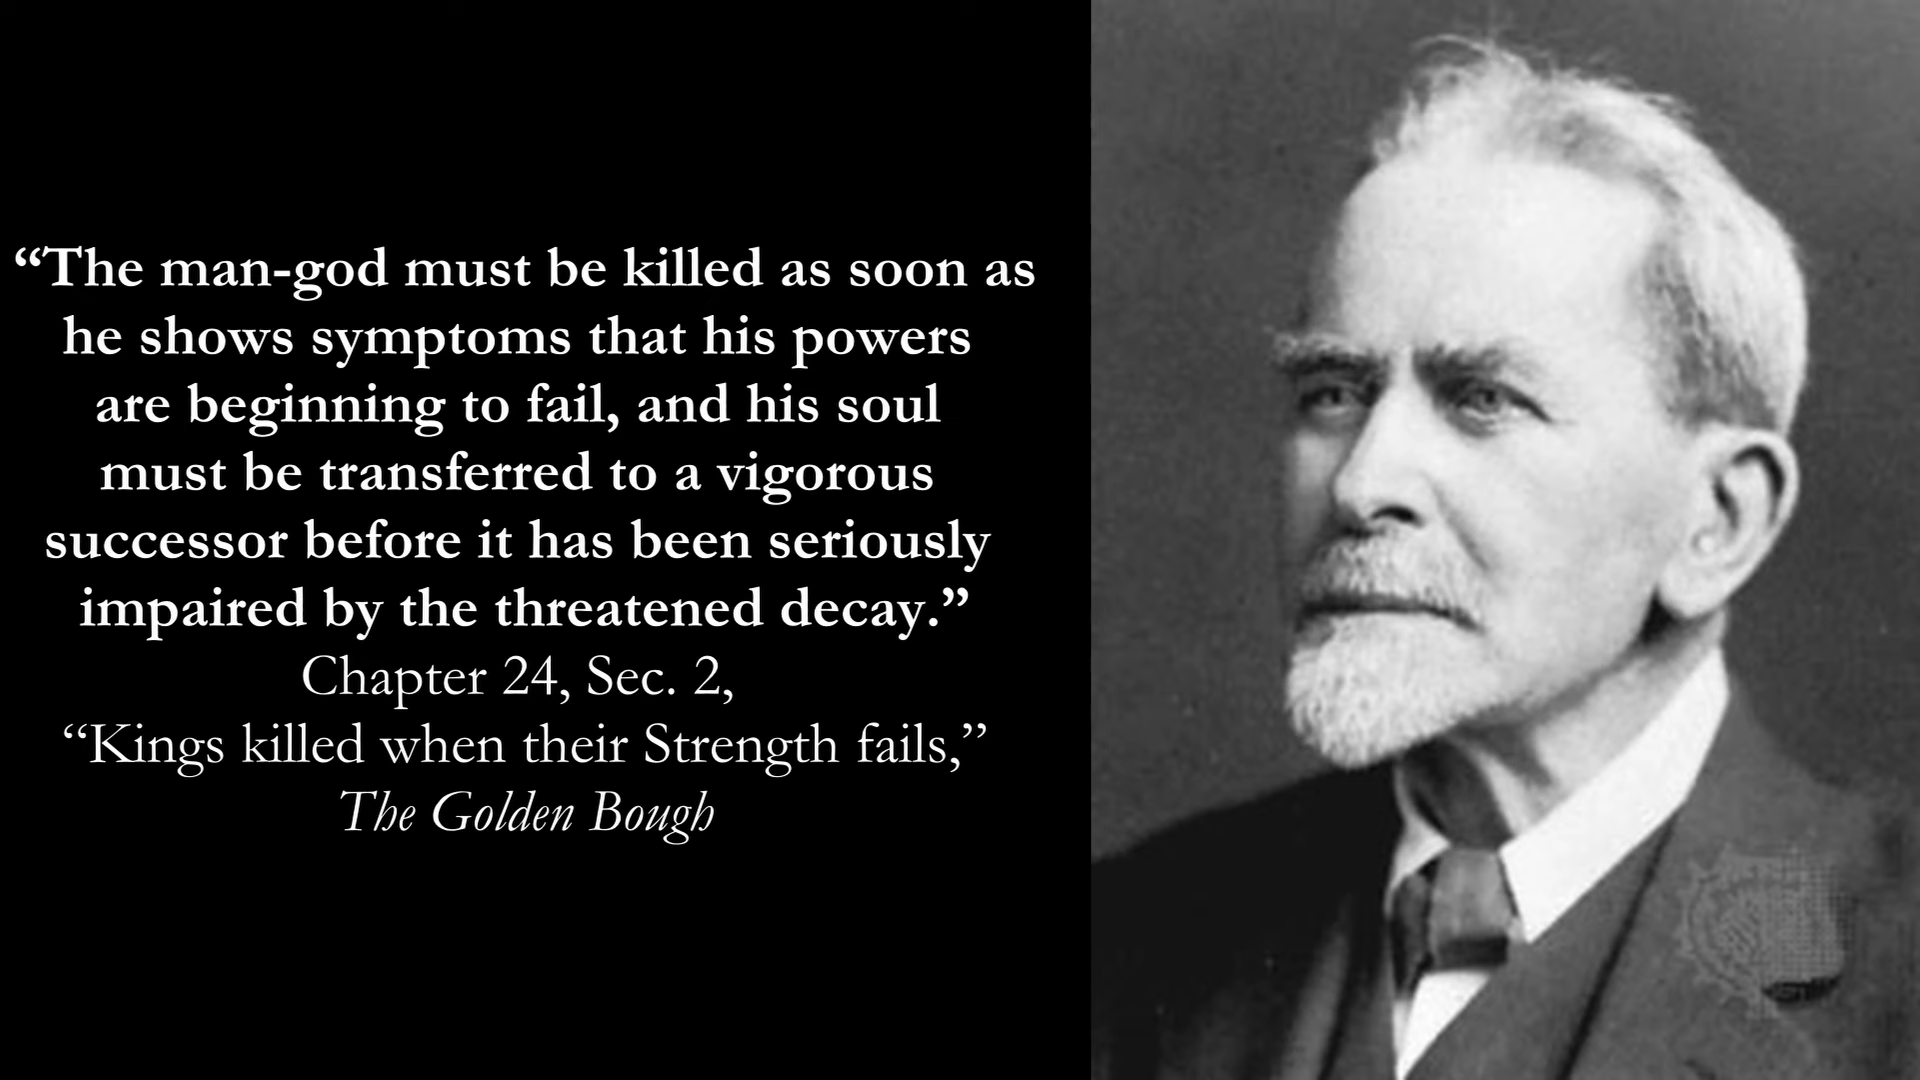 “The man-god must be killed as soon as
he shows symptoms that his powers
are beginning to fail, and his soul
must be transferred to a vigorous
successor before it has been seriously
impaired by the threatened decay.”
Chapter 24, Sec. 2,
“Kings killed when their Strength fails,”
The Golden Bough